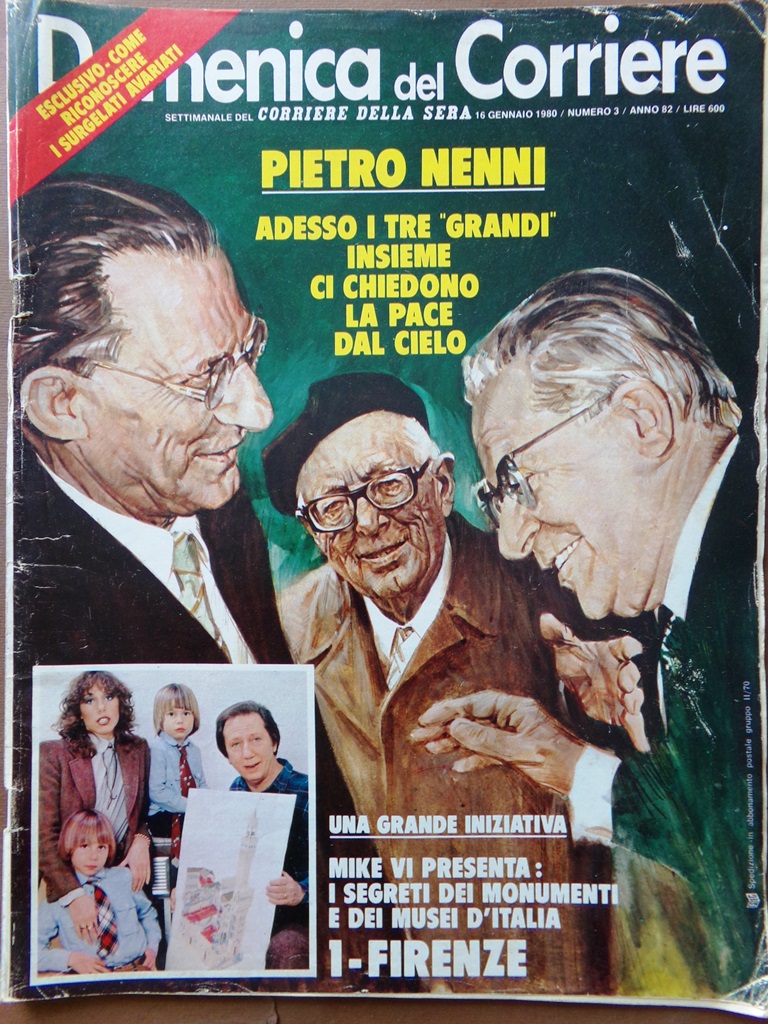 Domenica del Corriere
ESCLUSIVO - COME
RICONOSCERE
I SURGELATI AVARIATI
SETTIMANALE DEL CORRIERE DELLA SERA 16 GENNAIO 1980 / NUMERO 3 / ANNO 82 / LIRE 600
PIETRO NENNI
ADESSO I TRE "GRANDI"
INSIEME
CI CHIEDONO
LA PACE
DAL CIELO
UNA GRANDE INIZIATIVA
MIKE VI PRESENTA:
I SEGRETI DEI MONUMENTI
E DEI MUSEI D'ITALIA
1-FIRENZE
Spedizione in abbonamento postale gruppo II/70